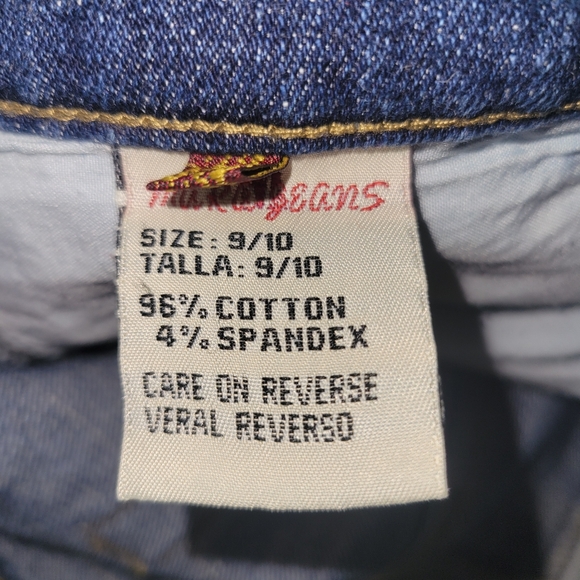 SIZE: 9/10
TALLA: 9/10
96% COTTON
4% SPANDEX
CARE ON REVERSE
VERAL REVERSO